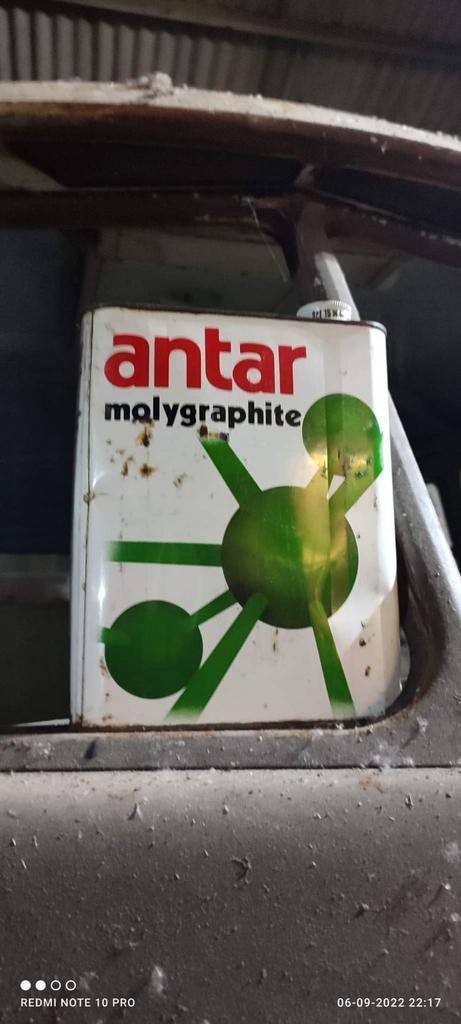 antar
molygraphite
REDMI NOTE 10 PRO
06-09-2022 22:17